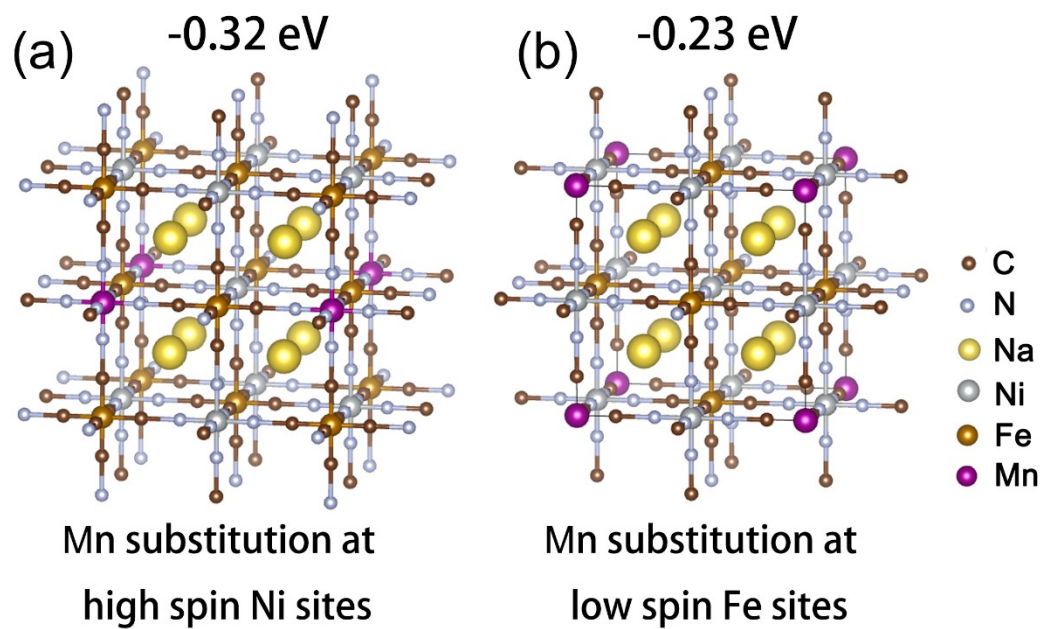 (a)
-0.32 eV
(b)
-0.23 eV
C
N
Na
Ni
Fe
Mn
Mn substitution at
high spin Ni sites
Mn substitution at
low spin Fe sites